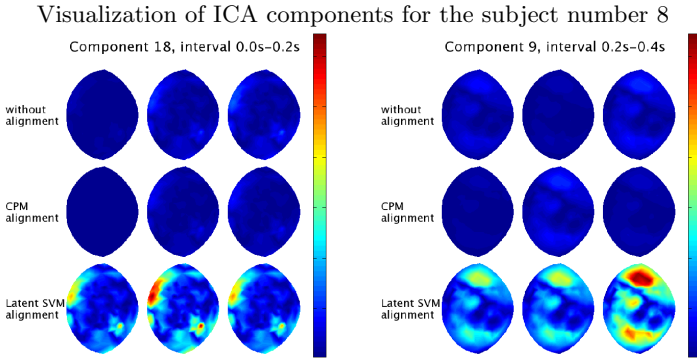 Visualization of ICA components for the subject number 8
Component 18, interval 0.0s-0.2s
without
alignment
CPM
alignment
Latent SVM
alignment
Component 9, interval 0.2s-0.4s
without
alignment
CPM
alignment
Latent SVM
alignment